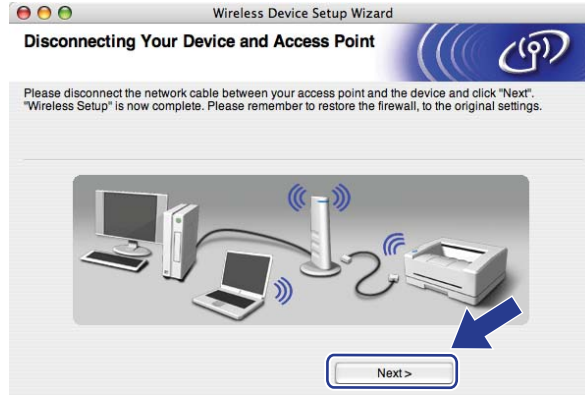 Wireless Device Setup Wizard
Disconnecting Your Device and Access Point
Please disconnect the network cable between your access point and the device and click "Next".
"Wireless Setup" is now complete. Please remember to restore the firewall, to the original settings.
Next >